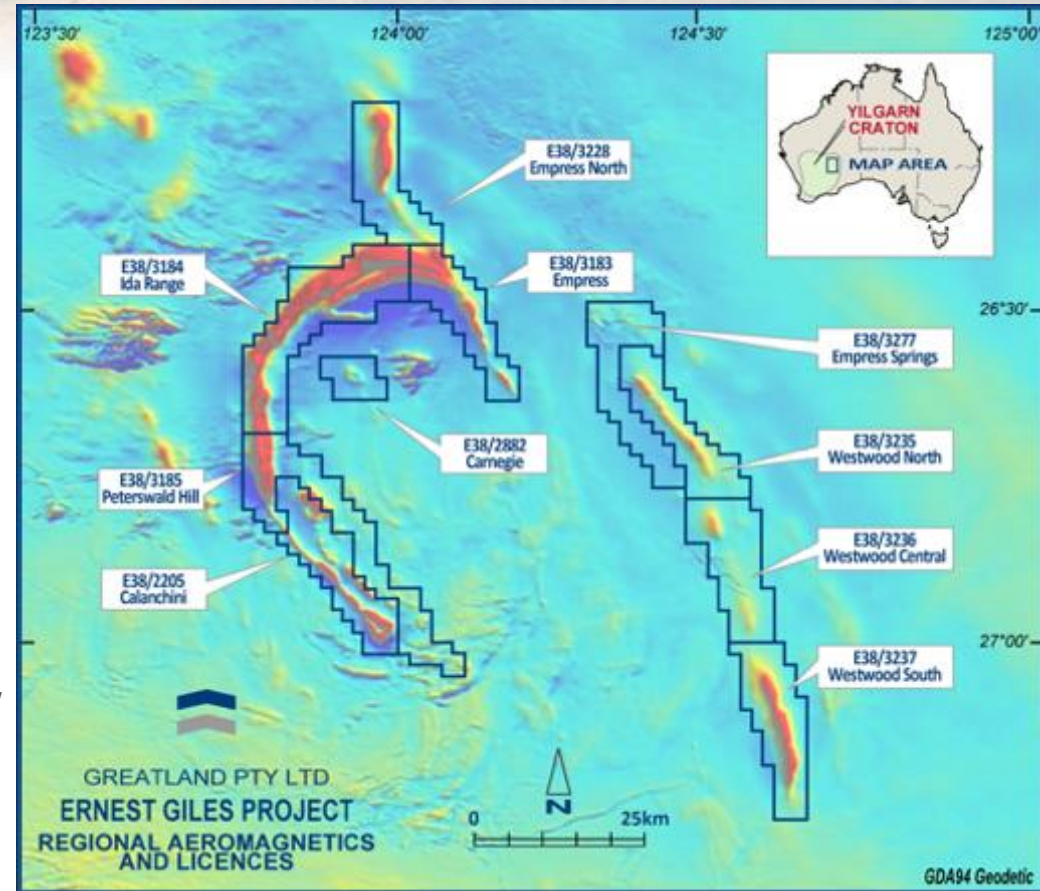 123°30'
124°00'
124°30'
125°00'
YILGARN
CRATON
MAP AREA
E38/3228
Empress North
E38/3184
Ida Range
E38/3183
Empress
26°30'
E38/3277
Empress Springs
E38/2882
Carnegie
E38/3235
Westwood North
E38/3185
Peterswald Hill
E38/3236
Westwood Central
E38/2205
Calanchini
27°00'
E38/3237
Westwood South
GREATLAND PTY LTD
ERNEST GILES PROJECT
REGIONAL AEROMAGNETICS
AND LICENCES
N
0 25km
GDA94 Geodetic